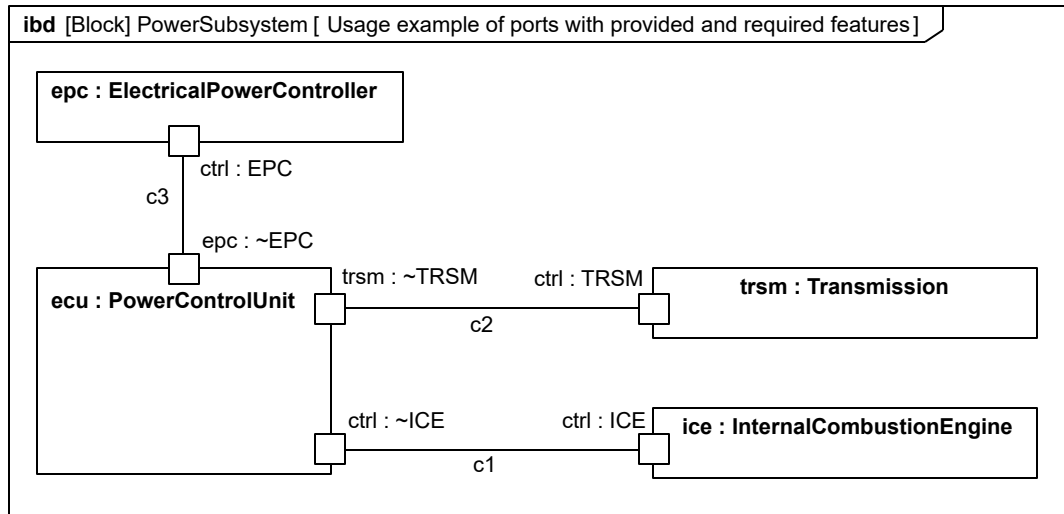 ibd [Block] PowerSubsystem [ Usage example of ports with provided and required features]
epc : ElectricalPowerController
ctrl : EPC
c3
epc : ~EPC
ecu : PowerControlUnit
trsm : ~TRSM
ctrl : TRSM
trsm : Transmission
c2
ctrl : ~ICE
ctrl : ICE
ice : InternalCombustionEngine
c1